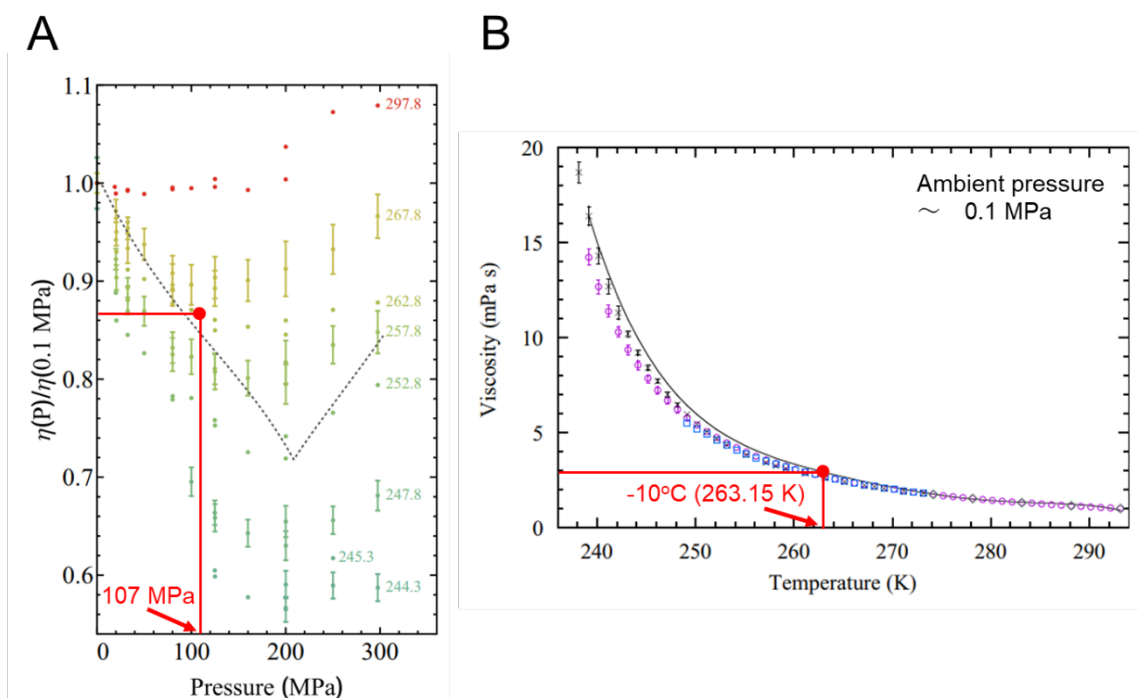 A
1.1
1.0
0.9
0.8
0.7
0.6
η(P)/η(0.1 MPa)
297.8
267.8
262.8
257.8
252.8
247.8
245.3
244.3
107 MPa
0 100 200 300
Pressure (MPa)
B
20
15
10
5
0
Viscosity (mPa s)
Ambient pressure
~ 0.1 MPa
-10°C (263.15 K)
240 250 260 270 280 290
Temperature (K)